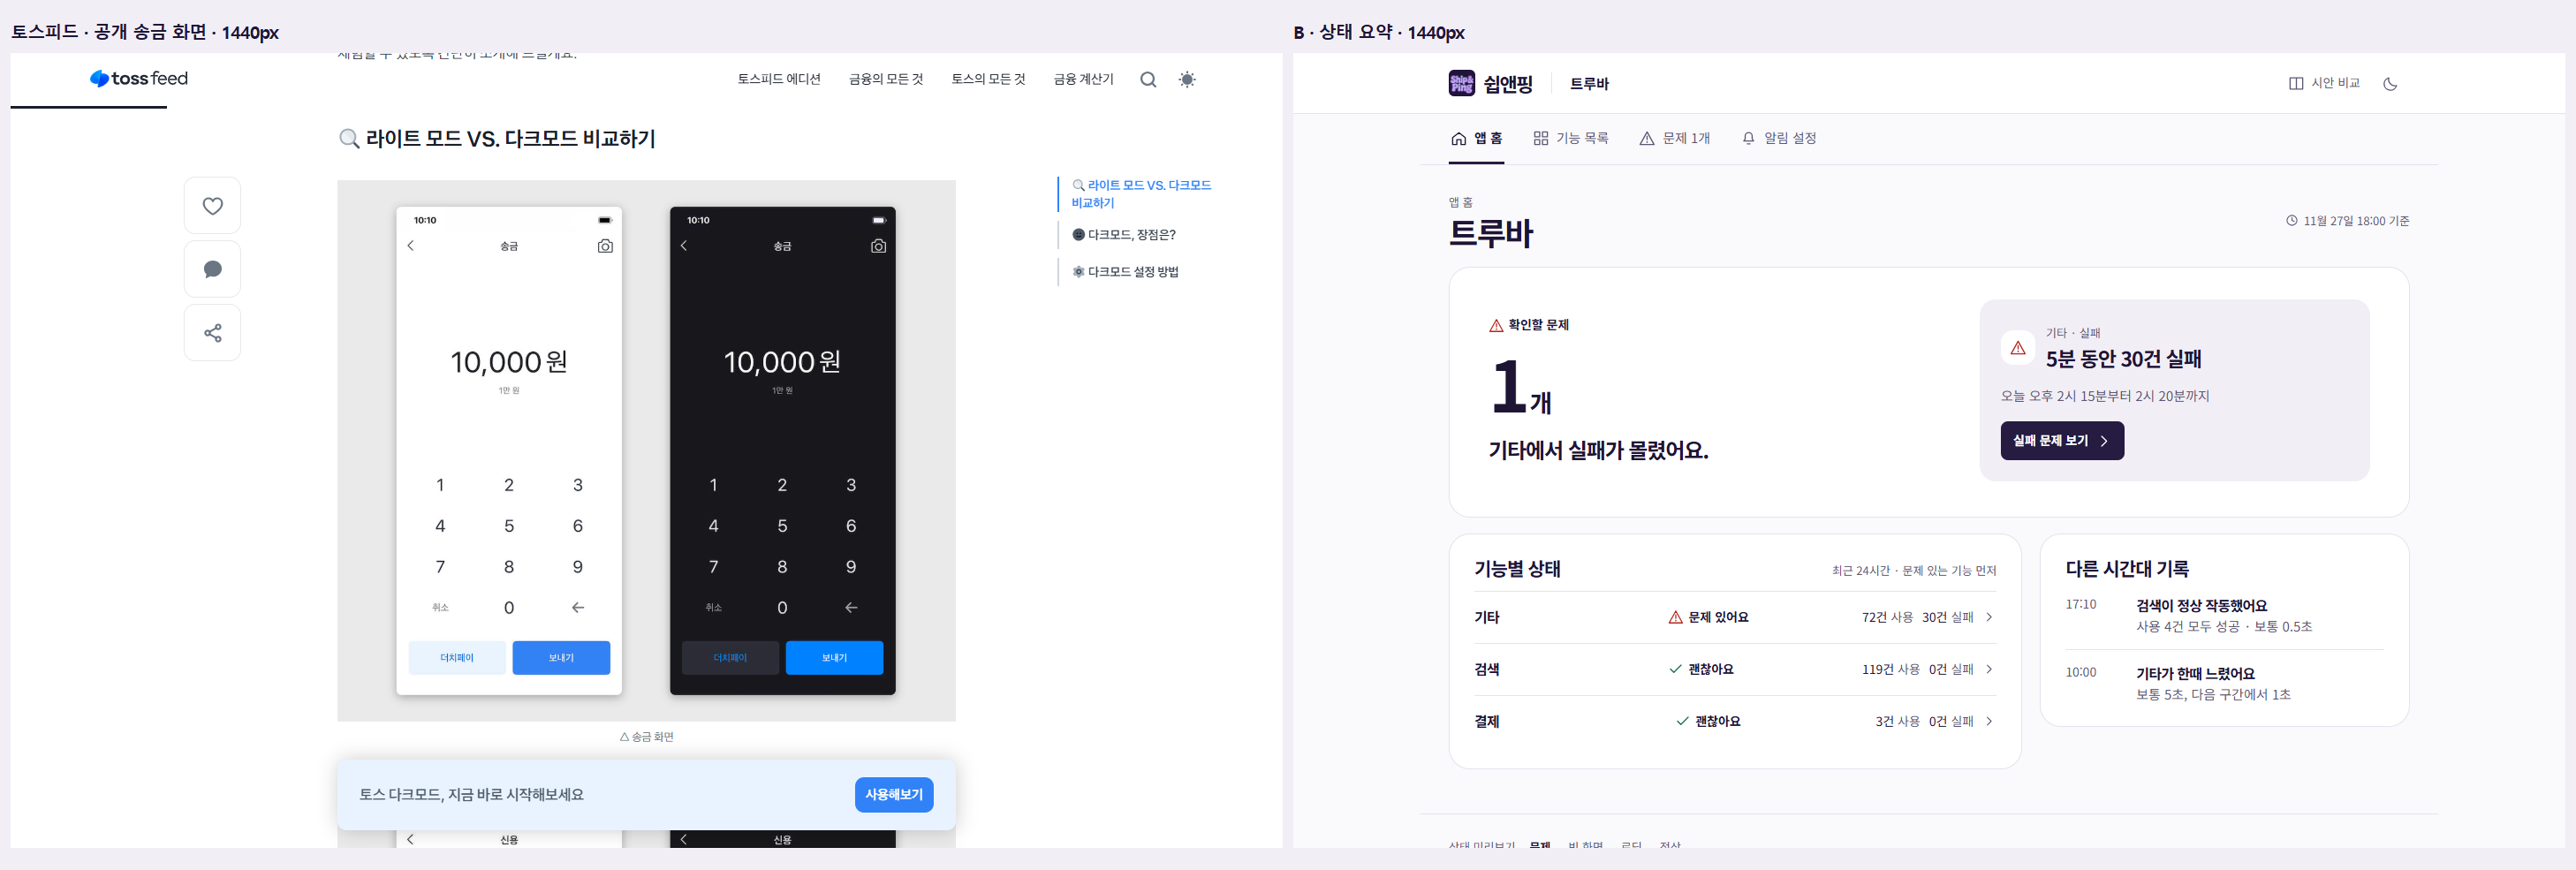 토스피드 · 공개 송금 화면 · 1440px
toss feed
토스피드 에디션
금융의 모든 것
토스의 모든 것
금융 계산기
🔍 라이트 모드 VS. 다크모드 비교하기
10:10
송금
10,000원
1만 원
1 2 3
4 5 6
7 8 9
취소 0 ←
더치페이
보내기
10:10
송금
10,000원
1만 원
1 2 3
4 5 6
7 8 9
취소 0 ←
더치페이
보내기
△ 송금 화면
토스 다크모드, 지금 바로 시작해보세요
사용해보기
신용
신용
🔍 라이트 모드 VS. 다크모드
비교하기
🌚 다크모드, 장점은?
⚙️ 다크모드 설정 방법
B · 상태 요약 · 1440px
Ship&
Ping
쉽앤핑
트루바
시안 비교
앱 홈
기능 목록
문제 1개
알림 설정
앱 홈
트루바
11월 27일 18:00 기준
확인할 문제
1개
기타에서 실패가 몰렸어요.
기타 · 실패
5분 동안 30건 실패
오늘 오후 2시 15분부터 2시 20분까지
실패 문제 보기
기능별 상태
최근 24시간 · 문제 있는 기능 먼저
기타 문제 있어요 72건 사용 30건 실패
검색 괜찮아요 119건 사용 0건 실패
결제 괜찮아요 3건 사용 0건 실패
다른 시간대 기록
17:10 검색이 정상 작동했어요
사용 4건 모두 성공 · 보통 0.5초
10:00 기타가 한때 느렸어요
보통 5초, 다음 구간에서 1초